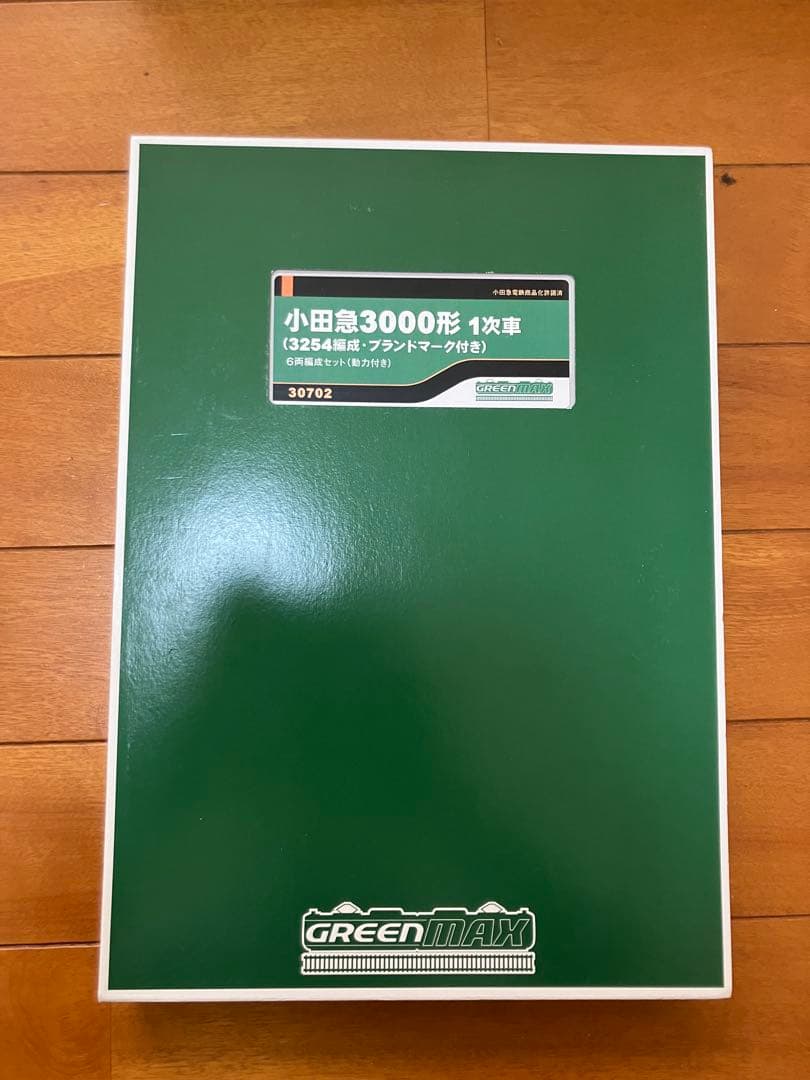 小田急電鉄商品化許諾済
小田急3000形 1次車
(3254編成・ブランドマーク付き)
6両編成セット(動力付き)
30702
GREENMAX
GREENMAX